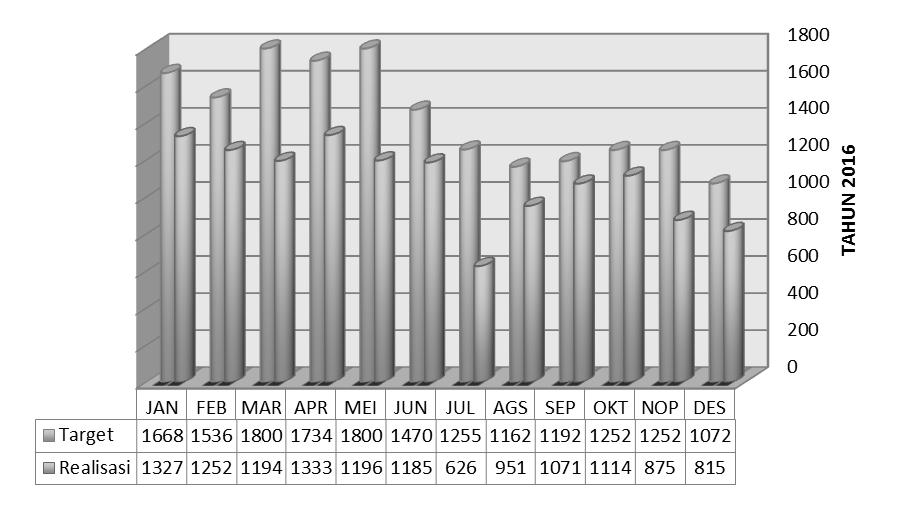 1800
1600
1400
1200
1000
800
600
400
200
0
TAHUN 2016
JAN FEB MAR APR MEI JUN JUL AGS SEP OKT NOP DES
Target 1668 1536 1800 1734 1800 1470 1255 1162 1192 1252 1252 1072
Realisasi 1327 1252 1194 1333 1196 1185 626 951 1071 1114 875 815